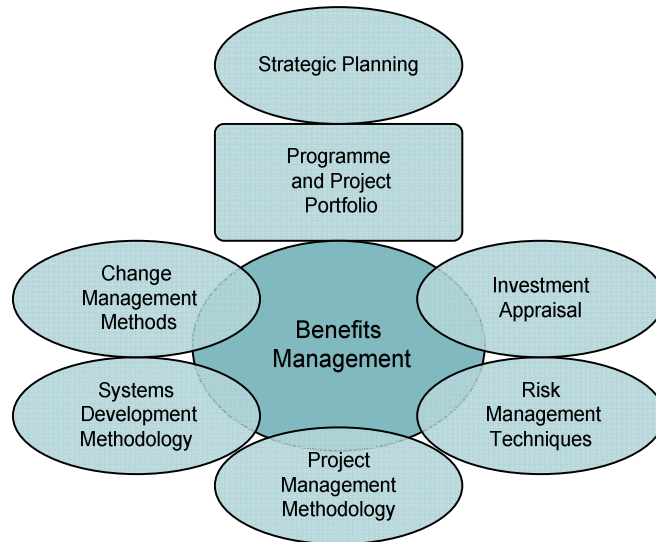 Strategic Planning
Programme
and Project
Portfolio
Change
Management
Methods
Investment
Appraisal
Benefits
Management
Systems
Development
Methodology
Risk
Management
Techniques
Project
Management
Methodology